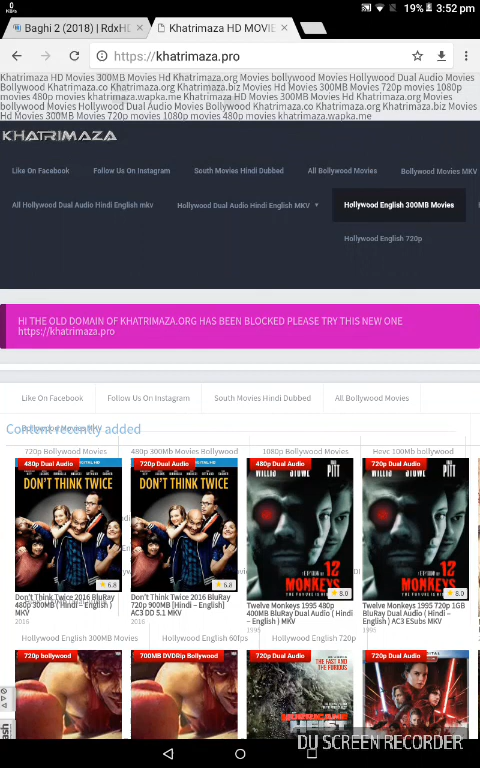 0
KB/s
19% 3:52 pm
Baghi 2 (2018) | RdxHD
Khatrimaza HD MOVIE
https://khatrimaza.pro
Khatrimaza HD Movies 300MB Movies Hd Khatrimaza.org Movies bollywood Movies Hollywood Dual Audio Movies
Bollywood Khatrimaza.co Khatrimaza.org Khatrimaza.biz Movies Hd Movies 300MB Movies 720p movies 1080p
movies 480p movies khatrimaza.wapka.me Khatrimaza HD Movies 300MB Movies Hd Khatrimaza.org Movies
bollywood Movies Hollywood Dual Audio Movies Bollywood Khatrimaza.co Khatrimaza.org Khatrimaza.biz Movies
Hd Movies 300MB Movies 720p movies 1080p movies 480p movies khatrimaza.wapka.me
KHATRIMAZA
Like On Facebook Follow Us On Instagram South Movies Hindi Dubbed All Bollywood Movies Bollywood Movies MKV
All Hollywood Dual Audio Hindi English mkv Hollywood Dual Audio Hindi English MKV Hollywood English 300MB Movies
Hollywood English 720p
HI THE OLD DOMAIN OF KHATRIMAZA.ORG HAS BEEN BLOCKED PLEASE TRY THIS NEW ONE
https://khatrimaza.pro
Like On Facebook Follow Us On Instagram South Movies Hindi Dubbed All Bollywood Movies
Bollywood Movies MKV
Content recently added
720p Bollywood Movies 480p 300MB Movies 1080p Bollywood Movies Hevc 100Mb bollywood
480p Dual Audio 720p Dual Audio 480p Dual Audio 720p Dual Audio
DON'T THINK TWICE DON'T THINK TWICE
WILLIS STOWE PITT WILLIS STOWE PITT
12 MONKEYS 12 MONKEYS
6.8 6.8 8.0 8.0
Don't Think Twice 2016 BluRay Don't Think Twice 2016 BluRay Twelve Monkeys 1995 480p Twelve Monkeys 1995 720p 1GB
480p 300MB ( Hindi – English ) 720p 900MB [Hindi – English] 400MB BluRay Dual Audio ( Hindi BluRay Dual Audio ( Hindi –
MKV AC3 DD 5.1 MKV – English ) MKV English ) AC3 ESubs MKV
2016 1995 1995
Hollywood English 300MB Movies Hollywood English 60fps Hollywood English 720p
720p bollywood 700MB DVDRip Bollywood 720p Dual Audio 720p Dual Audio
THE FAST AND THE FURIOUS
HURRICANE HEIST
DU SCREEN RECORDER